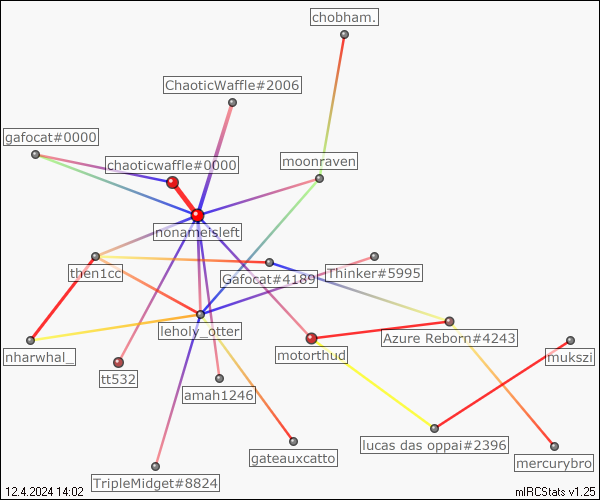 chobham.
ChaoticWaffle#2006
gafocat#0000
chaoticwaffle#0000
moonraven
nonameisleft
then1cc
Gafocat#4189
Thinker#5995
leholy_otter
Azure Reborn#4243
nharwhal_
motorthud
mukszi
tt532
amah1246
lucas das oppai#2396
gateauxcatto
mercurybro
TripleMidget#8824
12.4.2024 14:02
mIRCStats v1.25